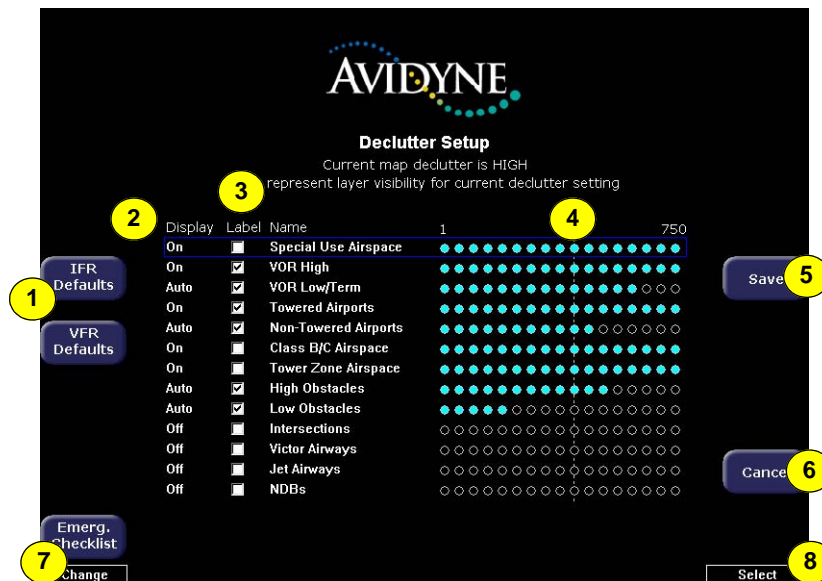 AVIDYNE
Declutter Setup
Current map declutter is HIGH
represent layer visibility for current declutter setting
3
2
4
Display Label Name 1 750
On Special Use Airspace
On VOR High
Auto VOR Low/Term
On Towered Airports
Auto Non-Towered Airports
On Class B/C Airspace
On Tower Zone Airspace
Auto High Obstacles
Auto Low Obstacles
Off Intersections
Off Victor Airways
Off Jet Airways
Off NDBs
IFR
Defaults
1
VFR
Defaults
Save
5
Cance
6
Emerg.
Checklist
7
Change
8
Select